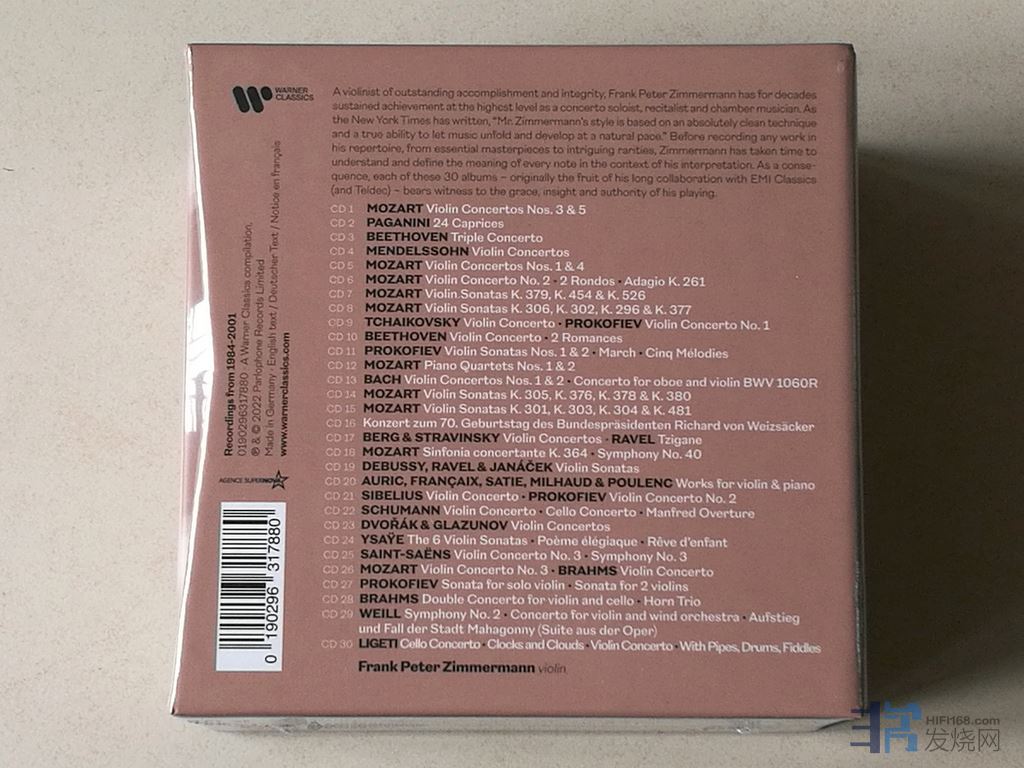 WARNER
CLASSICS
A violinist of outstanding accomplishment and integrity, Frank Peter Zimmermann has for decades
sustained achievement at the highest level as a concerto soloist, recitalist and chamber musician. As
the New York Times has written, “Mr. Zimmermann's style is based on an absolutely clean technique
and a true ability to let music unfold and develop at a natural pace.” Before recording any work in
his repertoire, from essential masterpieces to intriguing rarities, Zimmermann has taken time to
understand and define the meaning of every note in the context of his interpretation. As a conse-
quence, each of these 30 albums – originally the fruit of his long collaboration with EMI Classics
(and Teldec) – bears witness to the grace, insight and authority of his playing.
CD 1 MOZART Violin Concertos Nos. 3 & 5
CD 2 PAGANINI 24 Caprices
CD 3 BEETHOVEN Triple Concerto
CD 4 MENDELSSOHN Violin Concertos
CD 5 MOZART Violin Concertos Nos. 1 & 4
CD 6 MOZART Violin Concerto No. 2 · 2 Rondos · Adagio K. 261
CD 7 MOZART Violin Sonatas K. 379, K. 454 & K. 526
CD 8 MOZART Violin Sonatas K. 306, K. 302, K. 296 & K. 377
CD 9 TCHAIKOVSKY Violin Concerto · PROKOFIEV Violin Concerto No. 1
CD 10 BEETHOVEN Violin Concerto · 2 Romances
CD 11 PROKOFIEV Violin Sonatas Nos. 1 & 2 · March · Cinq Mélodies
CD 12 MOZART Piano Quartets Nos. 1 & 2
CD 13 BACH Violin Concertos Nos. 1 & 2 · Concerto for oboe and violin BWV 1060R
CD 14 MOZART Violin Sonatas K. 305, K. 376, K. 378 & K. 380
CD 15 MOZART Violin Sonatas K. 301, K. 303, K. 304 & K. 481
CD 16 Konzert zum 70. Geburtstag des Bundespräsidenten Richard von Weizsäcker
CD 17 BERG & STRAVINSKY Violin Concertos · RAVEL Tzigane
CD 18 MOZART Sinfonia concertante K. 364 · Symphony No. 40
CD 19 DEBUSSY, RAVEL & JANÁČEK Violin Sonatas
CD 20 AURIC, FRANÇAIX, SATIE, MILHAUD & POULENC Works for violin & piano
CD 21 SIBELIUS Violin Concerto · PROKOFIEV Violin Concerto No. 2
CD 22 SCHUMANN Violin Concerto · Cello Concerto · Manfred Overture
CD 23 DVOŘÁK & GLAZUNOV Violin Concertos
CD 24 YSAŸE The 6 Violin Sonatas · Poème élégiaque · Rêve d'enfant
CD 25 SAINT-SAËNS Violin Concerto No. 3 · Symphony No. 3
CD 26 MOZART Violin Concerto No. 3 · BRAHMS Violin Concerto
CD 27 PROKOFIEV Sonata for solo violin · Sonata for 2 violins
CD 28 BRAHMS Double Concerto for violin and cello · Horn Trio
CD 29 WEILL Symphony No. 2 · Concerto for violin and wind orchestra · Aufstieg
und Fall der Stadt Mahagonny (Suite aus der Oper)
CD 30 LIGETI Cello Concerto · Clocks and Clouds · Violin Concerto · With Pipes, Drums, Fiddles
Frank Peter Zimmermann violin
Recordings from 1984-2001
0190296317880 · A Warner Classics compilation,
℗ & © 2022 Parlophone Records Limited
Made in Germany · English text / Deutscher Text / Notice en français
www.warnerclassics.com
AGENCE SUPERNOVA
0 190296 317880
HIFI168.com
发烧网